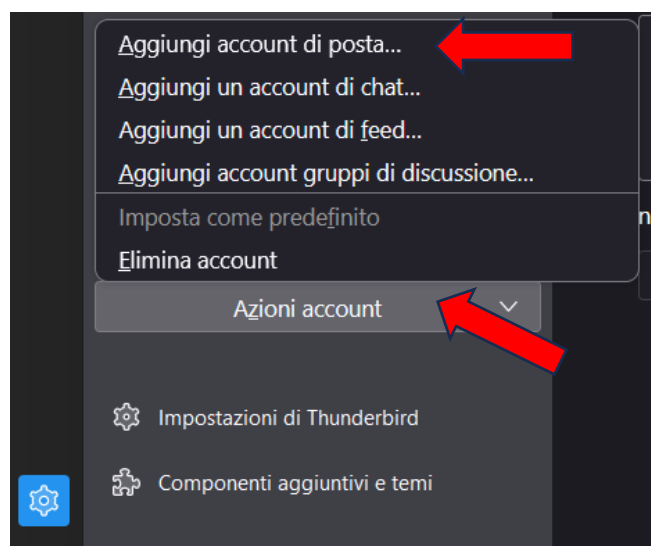 Aggiungi account di posta...
Aggiungi un account di chat...
Aggiungi un account di feed...
Aggiungi account gruppi di discussione...
Imposta come predefinito
Elimina account
Azioni account
Impostazioni di Thunderbird
Componenti aggiuntivi e temi